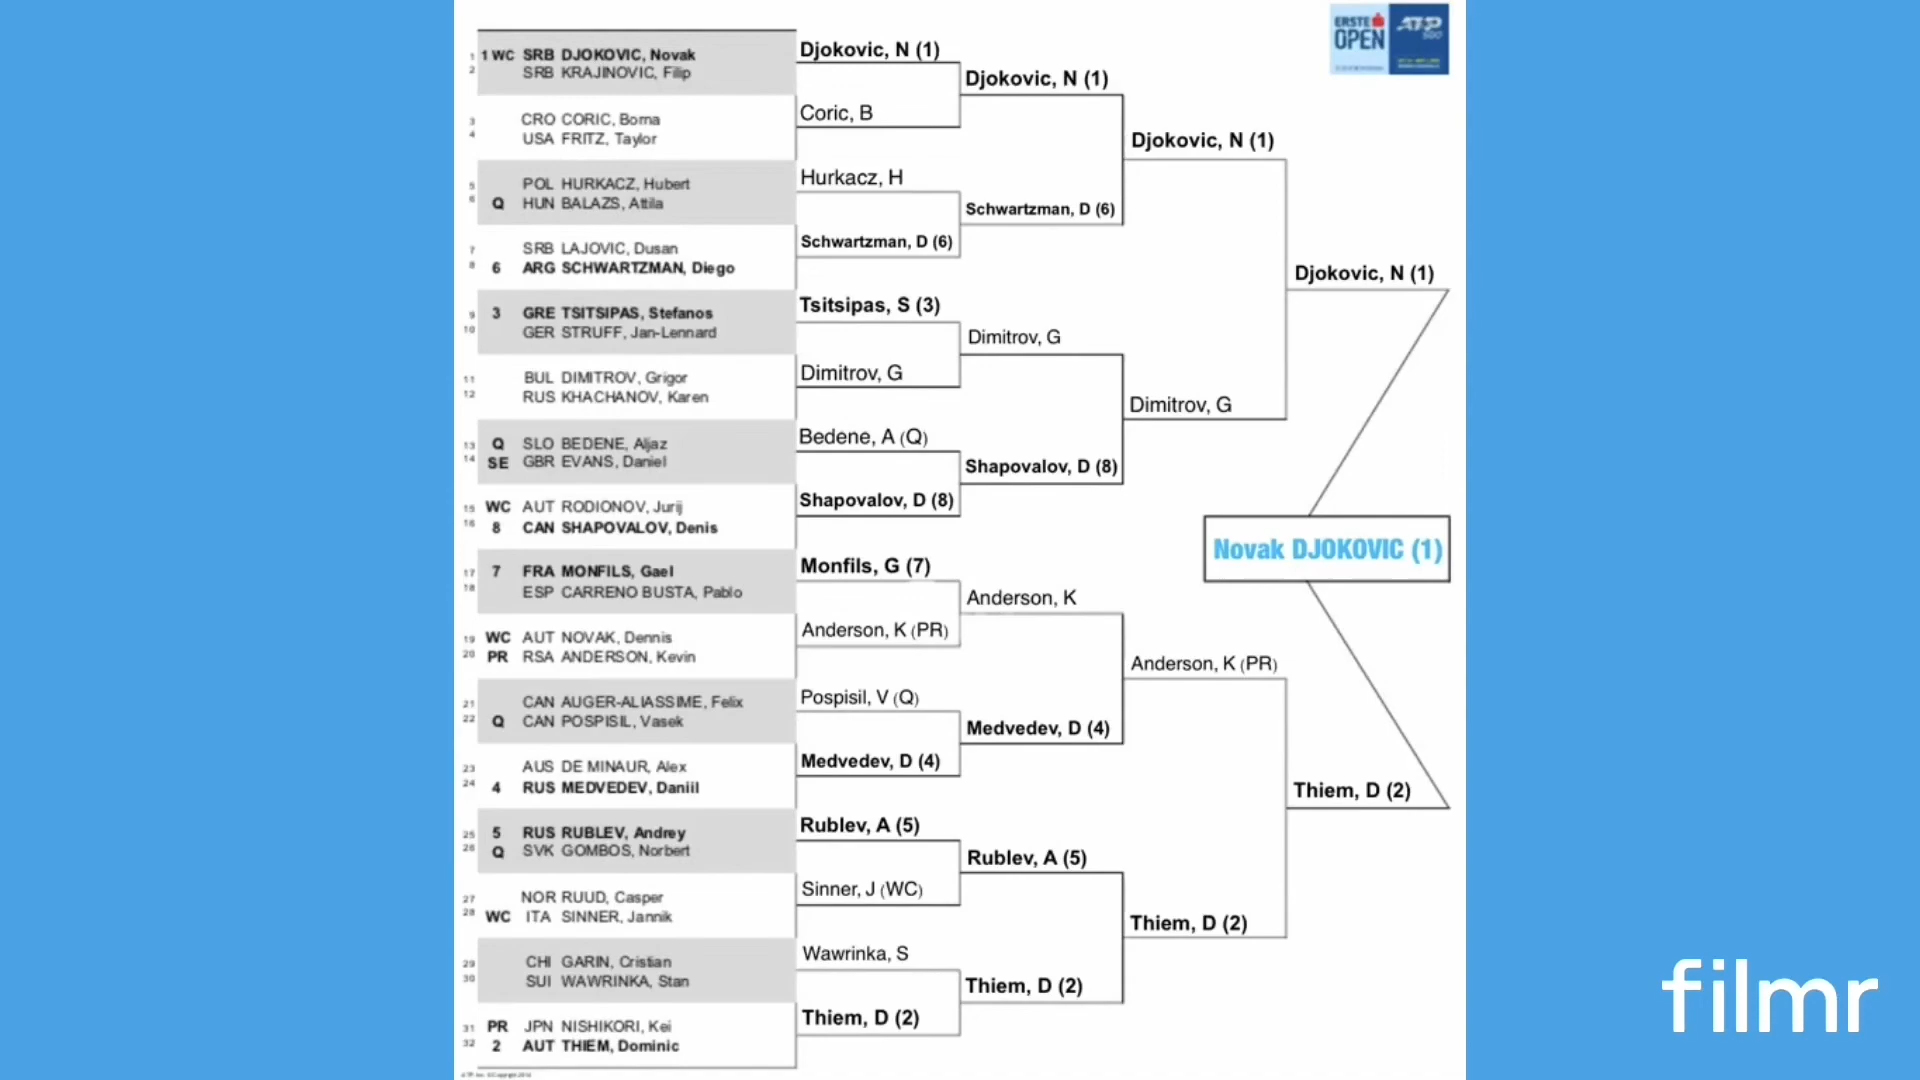 ERSTE
OPEN
ATP
500
1 1 WC SRB DJOKOVIC, Novak
2 SRB KRAJINOVIC, Filip
3 CRO CORIC, Borna
4 USA FRITZ, Taylor
5 POL HURKACZ, Hubert
6 Q HUN BALAZS, Attila
7 SRB LAJOVIC, Dusan
8 6 ARG SCHWARTZMAN, Diego
9 3 GRE TSITSIPAS, Stefanos
10 GER STRUFF, Jan-Lennard
11 BUL DIMITROV, Grigor
12 RUS KHACHANOV, Karen
13 Q SLO BEDENE, Aljaz
14 SE GBR EVANS, Daniel
15 WC AUT RODIONOV, Jurij
16 8 CAN SHAPOVALOV, Denis
17 7 FRA MONFILS, Gael
18 ESP CARRENO BUSTA, Pablo
19 WC AUT NOVAK, Dennis
20 PR RSA ANDERSON, Kevin
21 CAN AUGER-ALIASSIME, Felix
22 Q CAN POSPISIL, Vasek
23 AUS DE MINAUR, Alex
24 4 RUS MEDVEDEV, Daniil
25 5 RUS RUBLEV, Andrey
26 Q SVK GOMBOS, Norbert
27 NOR RUUD, Casper
28 WC ITA SINNER, Jannik
29 CHI GARIN, Cristian
30 SUI WAWRINKA, Stan
31 PR JPN NISHIKORI, Kei
32 2 AUT THIEM, Dominic
Djokovic, N (1)
Coric, B
Hurkacz, H
Schwartzman, D (6)
Tsitsipas, S (3)
Dimitrov, G
Bedene, A (Q)
Shapovalov, D (8)
Monfils, G (7)
Anderson, K (PR)
Pospisil, V (Q)
Medvedev, D (4)
Rublev, A (5)
Sinner, J (WC)
Wawrinka, S
Thiem, D (2)
Djokovic, N (1)
Schwartzman, D (6)
Dimitrov, G
Shapovalov, D (8)
Anderson, K
Medvedev, D (4)
Rublev, A (5)
Thiem, D (2)
Djokovic, N (1)
Dimitrov, G
Anderson, K (PR)
Thiem, D (2)
Djokovic, N (1)
Thiem, D (2)
Novak DJOKOVIC (1)
filmr